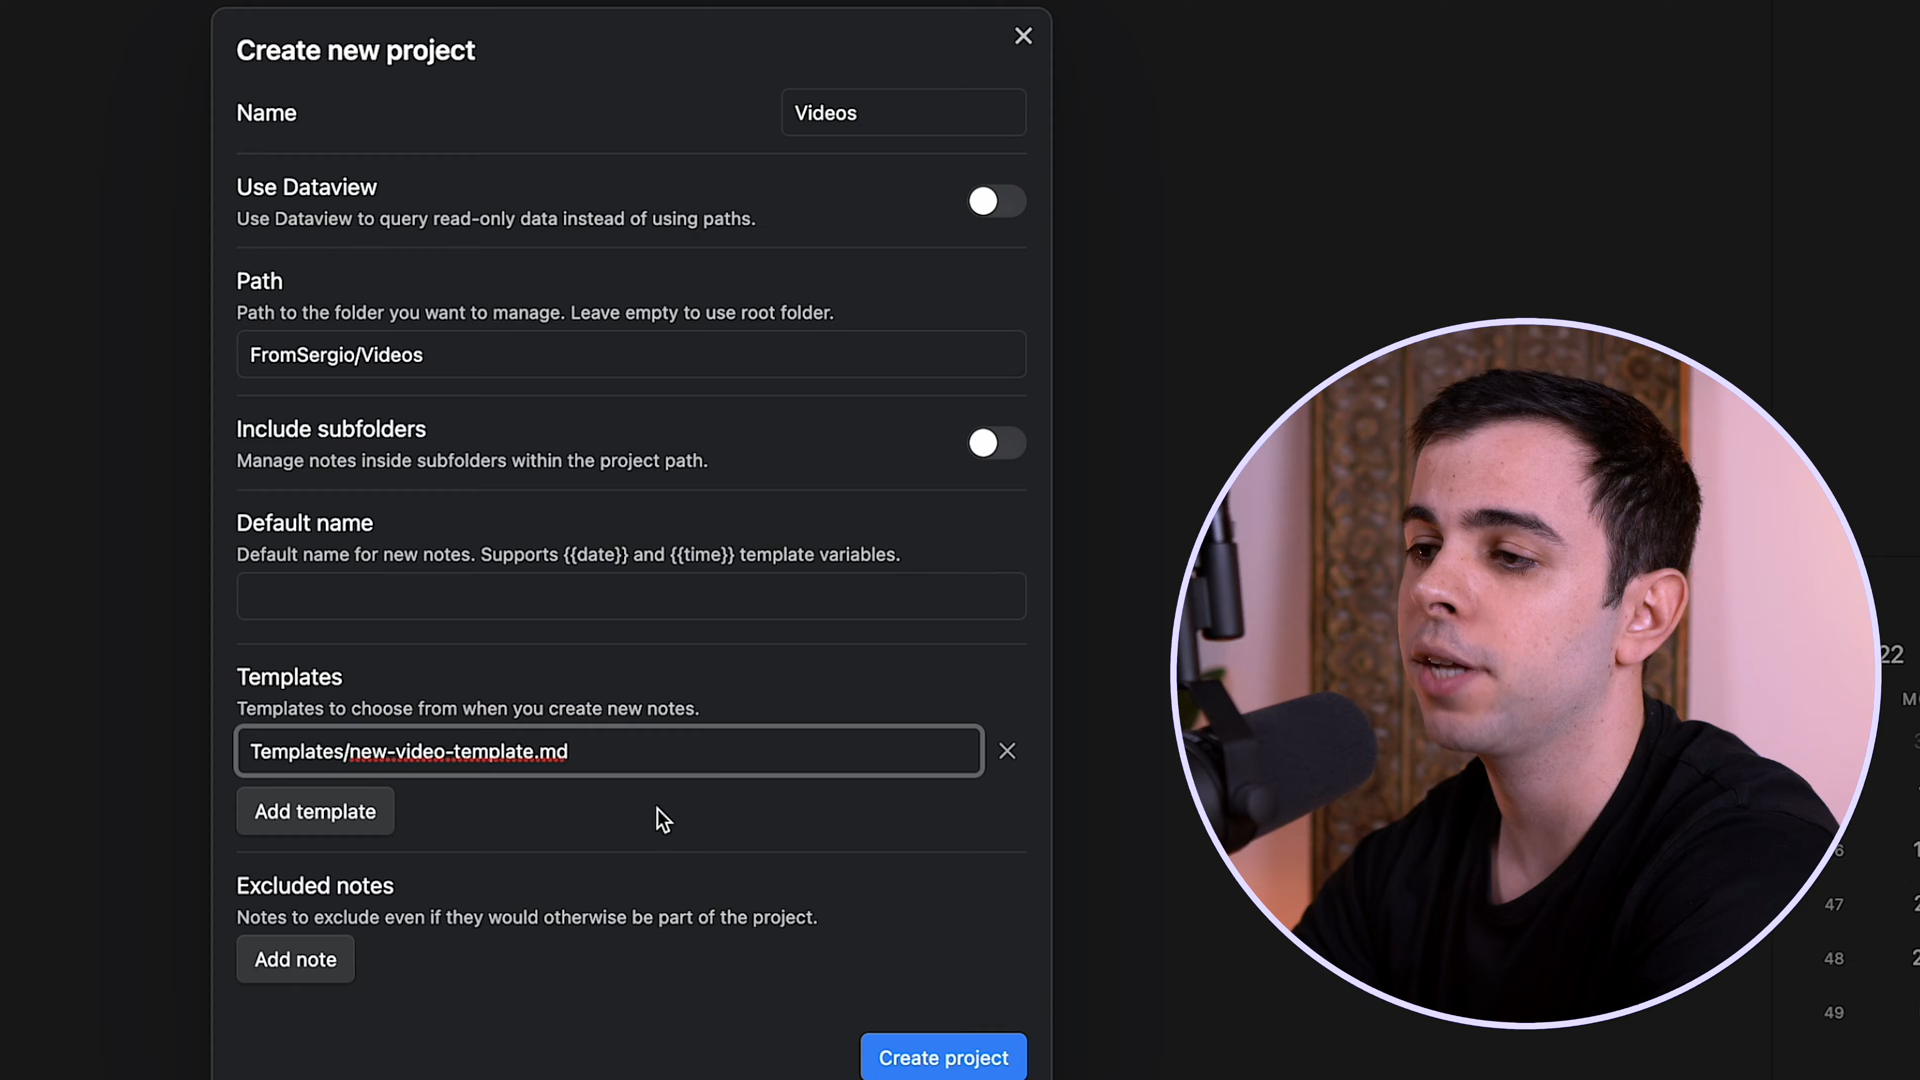 Create new project
Name
Videos
Use Dataview
Use Dataview to query read-only data instead of using paths.
Path
Path to the folder you want to manage. Leave empty to use root folder.
FromSergio/Videos
Include subfolders
Manage notes inside subfolders within the project path.
Default name
Default name for new notes. Supports {{date}} and {{time}} template variables.
Templates
Templates to choose from when you create new notes.
Templates/new-video-template.md
Add template
Excluded notes
Notes to exclude even if they would otherwise be part of the project.
Add note
Create project
22
47
48
49